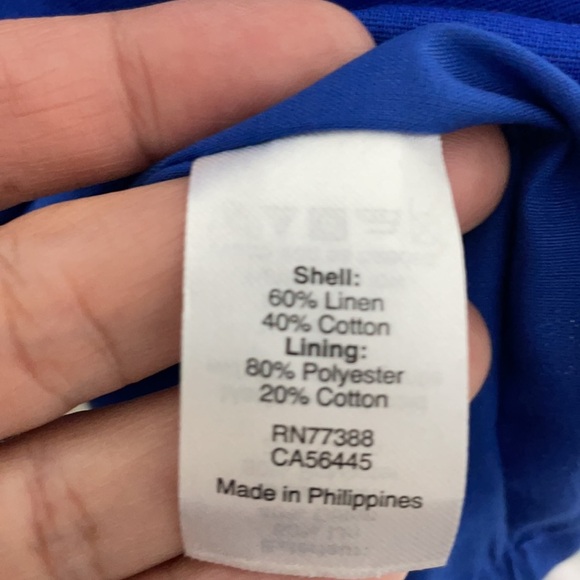 Shell:
60% Linen
40% Cotton
Lining:
80% Polyester
20% Cotton
RN77388
CA56445
Made in Philippines